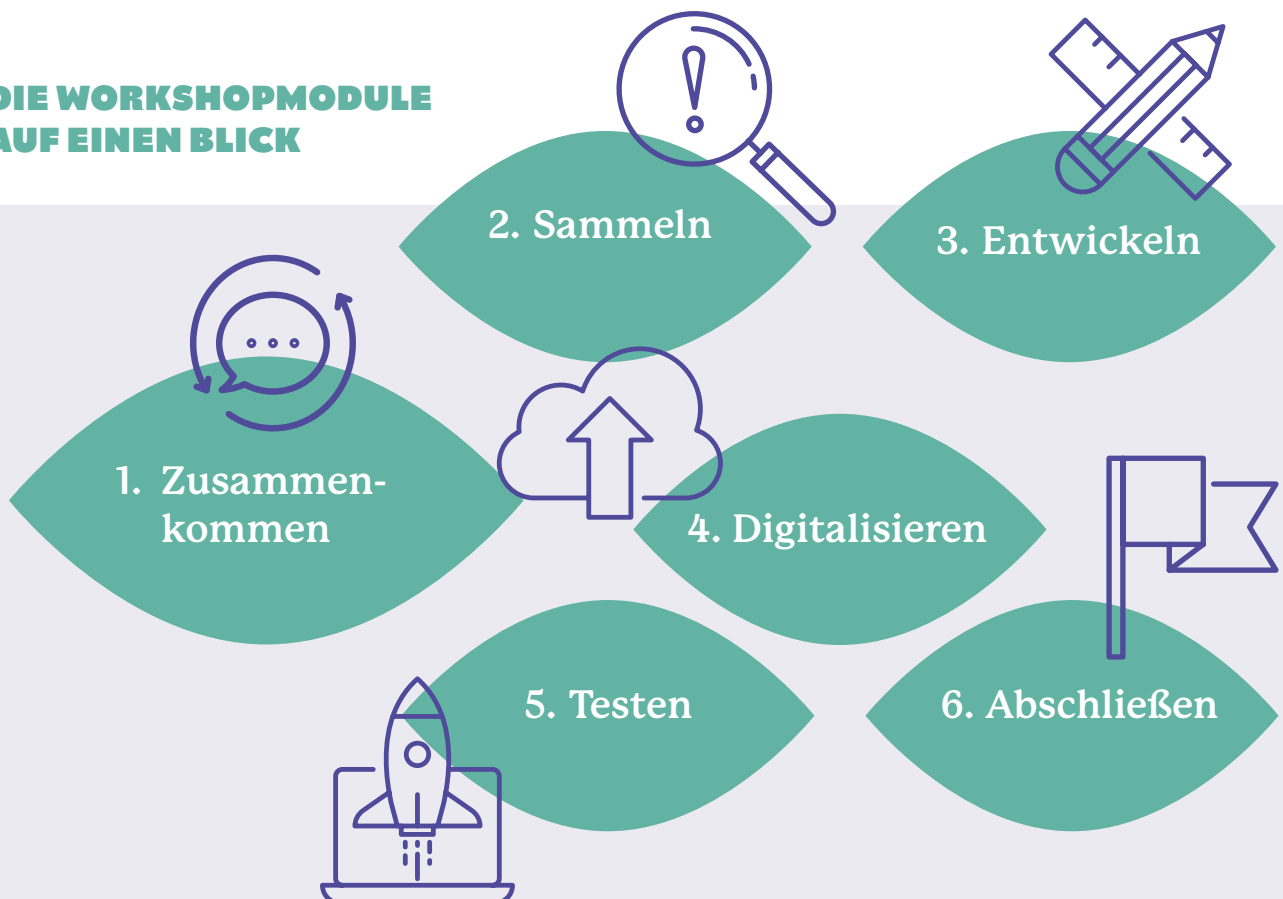 DIE WORKSHOPMODULE
AUF EINEN BLICK
1. Zusammen-
kommen
2. Sammeln
3. Entwickeln
4. Digitalisieren
5. Testen
6. Abschließen